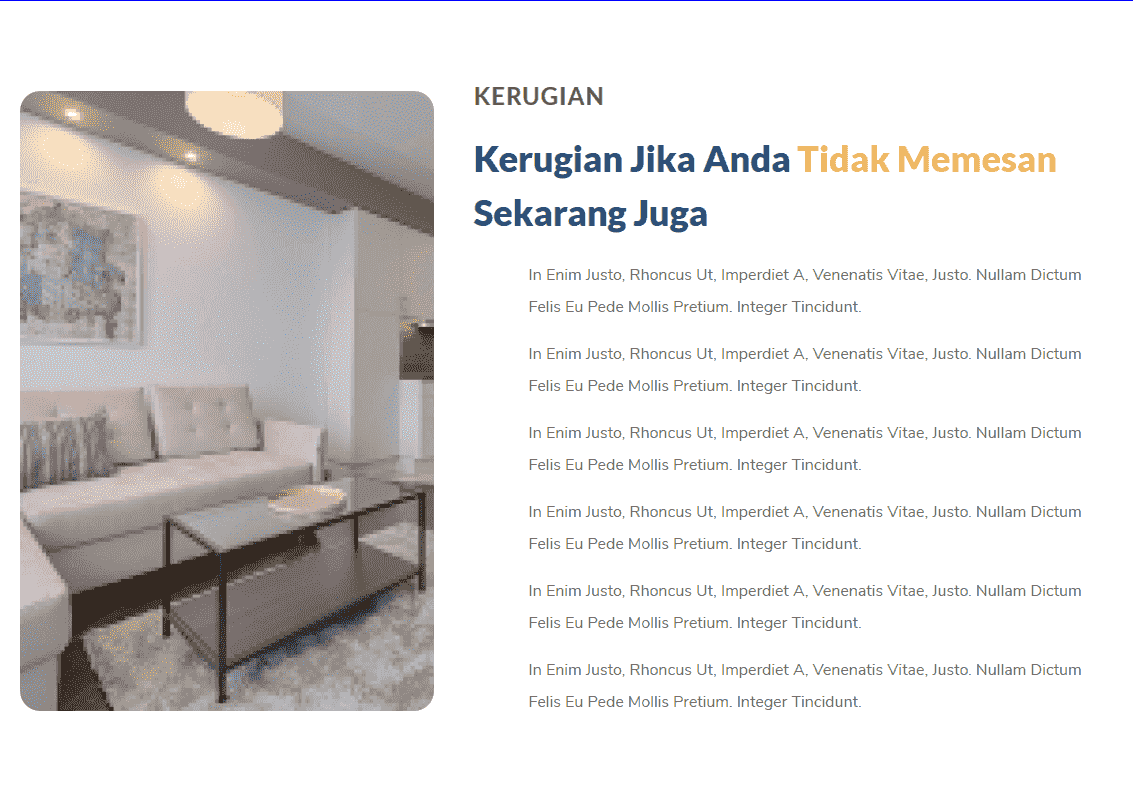 KERUGIAN
Kerugian Jika Anda Tidak Memesan
Sekarang Juga
In Enim Justo, Rhoncus Ut, Imperdiet A, Venenatis Vitae, Justo. Nullam Dictum
Felis Eu Pede Mollis Pretium. Integer Tincidunt.
In Enim Justo, Rhoncus Ut, Imperdiet A, Venenatis Vitae, Justo. Nullam Dictum
Felis Eu Pede Mollis Pretium. Integer Tincidunt.
In Enim Justo, Rhoncus Ut, Imperdiet A, Venenatis Vitae, Justo. Nullam Dictum
Felis Eu Pede Mollis Pretium. Integer Tincidunt.
In Enim Justo, Rhoncus Ut, Imperdiet A, Venenatis Vitae, Justo. Nullam Dictum
Felis Eu Pede Mollis Pretium. Integer Tincidunt.
In Enim Justo, Rhoncus Ut, Imperdiet A, Venenatis Vitae, Justo. Nullam Dictum
Felis Eu Pede Mollis Pretium. Integer Tincidunt.
In Enim Justo, Rhoncus Ut, Imperdiet A, Venenatis Vitae, Justo. Nullam Dictum
Felis Eu Pede Mollis Pretium. Integer Tincidunt.